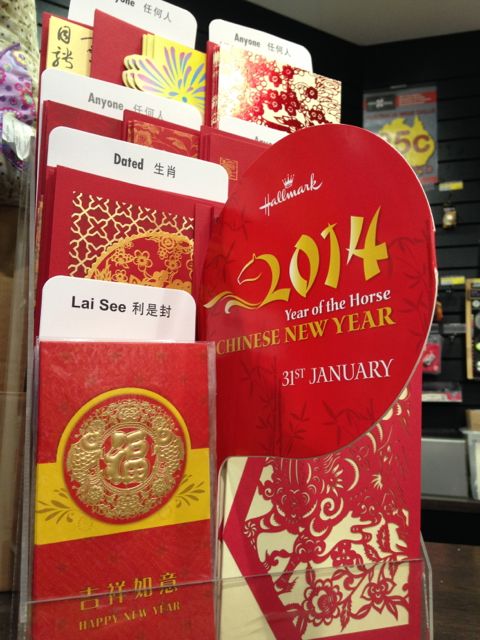 Anyone 任何人
Anyone 任何人
Anyone 任何人
Dated 生肖
Lai See 利是封
福
吉祥如意
HAPPY NEW YEAR
Hallmark
2014
Year of the Horse
CHINESE NEW YEAR
31ST JANUARY
5c